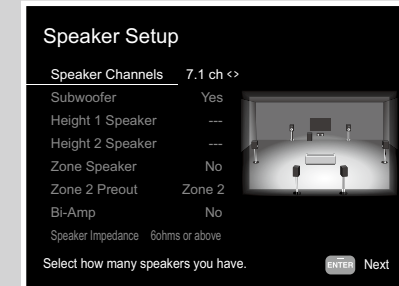 Speaker Setup
Speaker Channels 7.1 ch <>
Subwoofer Yes
Height 1 Speaker ---
Height 2 Speaker ---
Zone Speaker No
Zone 2 Preout Zone 2
Bi-Amp No
Speaker Impedance 6ohms or above
Select how many speakers you have.
ENTER Next